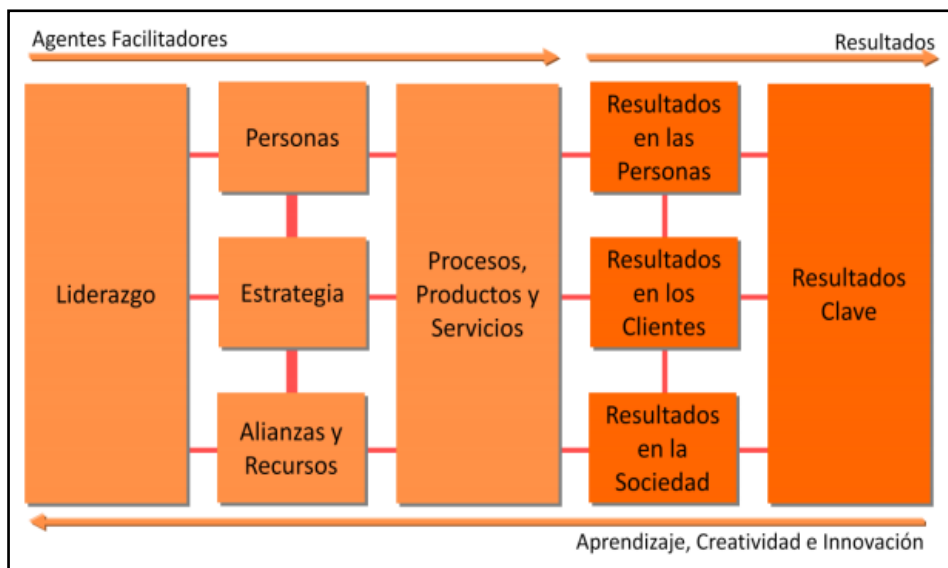 Agentes Facilitadores
Resultados
Liderazgo
Personas
Estrategia
Alianzas y
Recursos
Procesos,
Productos y
Servicios
Resultados
en las
Personas
Resultados
en los
Clientes
Resultados
en la
Sociedad
Resultados
Clave
Aprendizaje, Creatividad e Innovación